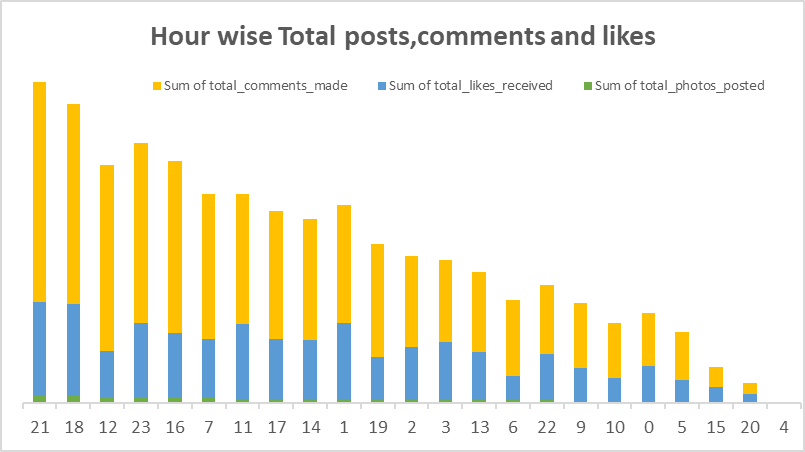 Hour wise Total posts,comments and likes
Sum of total_comments_made Sum of total_likes_received Sum of total_photos_posted
21 18 12 23 16 7 11 17 14 1 19 2 3 13 6 22 9 10 0 5 15 20 4